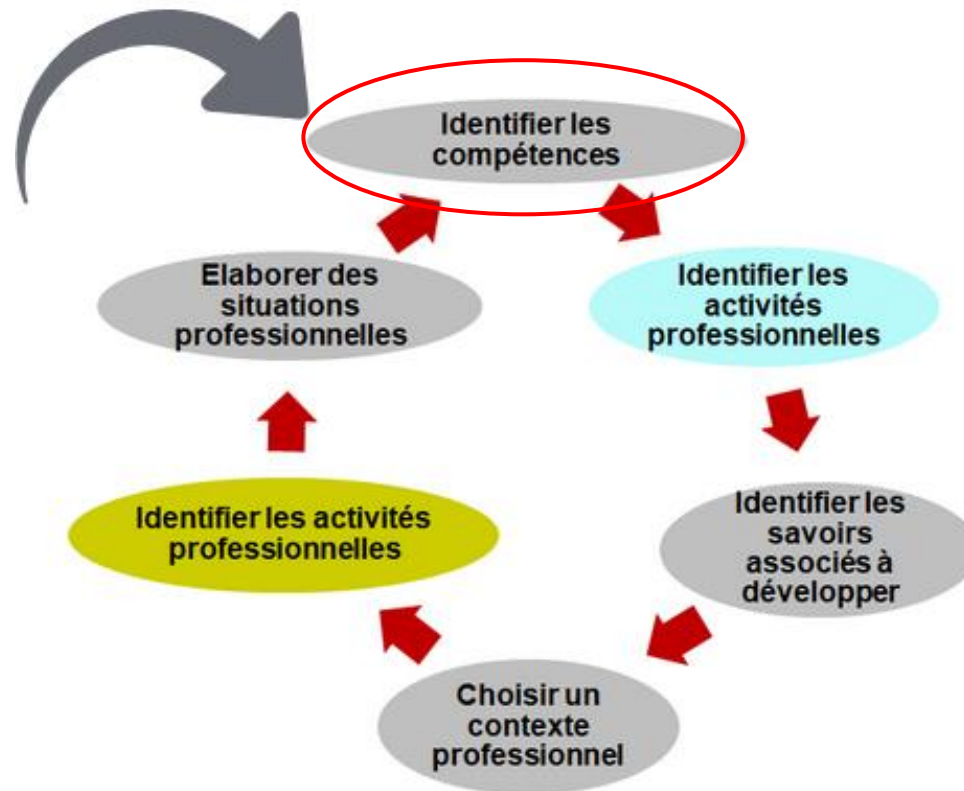 Identifier les
compétences
Identifier les
activités
professionnelles
Identifier les
savoirs
associés à
développer
Choisir un
contexte
professionnel
Identifier les activités
professionnelles
Elaborer des
situations
professionnelles